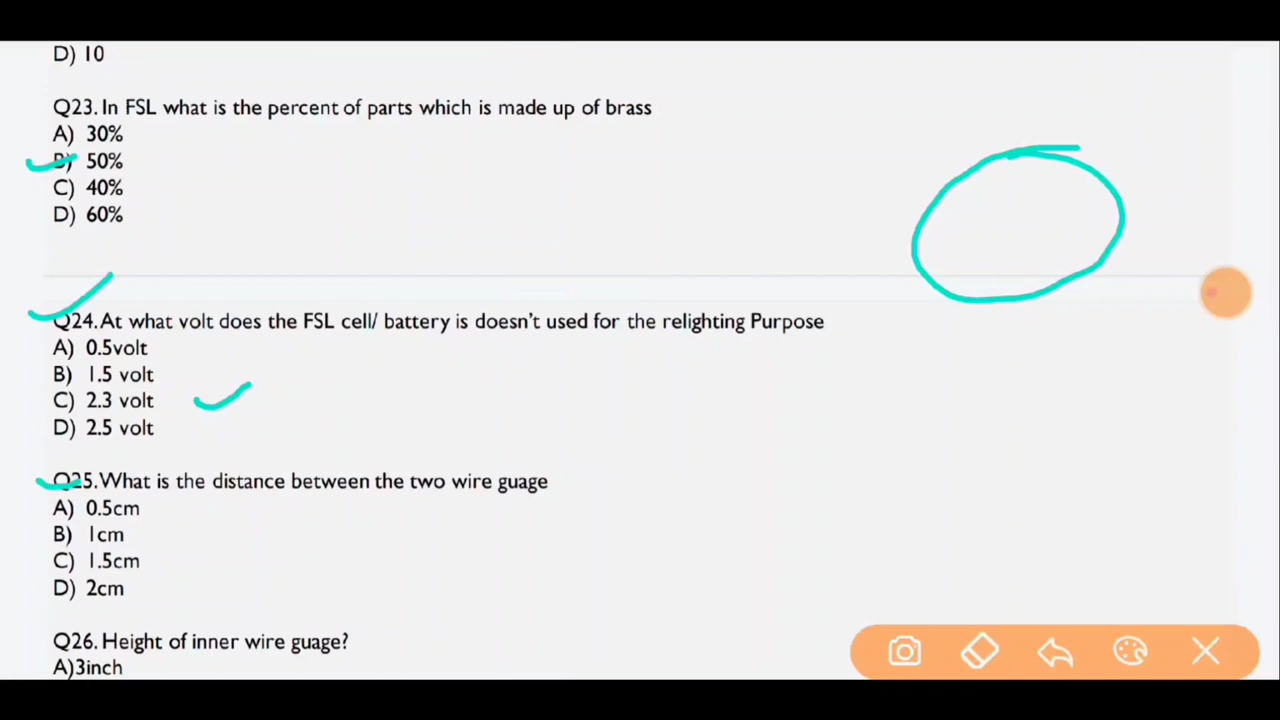 D) 10
Q23. In FSL what is the percent of parts which is made up of brass
A) 30%
B) 50%
C) 40%
D) 60%
Q24.At what volt does the FSL cell/ battery is doesn't used for the relighting Purpose
A) 0.5volt
B) 1.5 volt
C) 2.3 volt
D) 2.5 volt
Q25.What is the distance between the two wire guage
A) 0.5cm
B) 1cm
C) 1.5cm
D) 2cm
Q26. Height of inner wire guage?
A)3inch